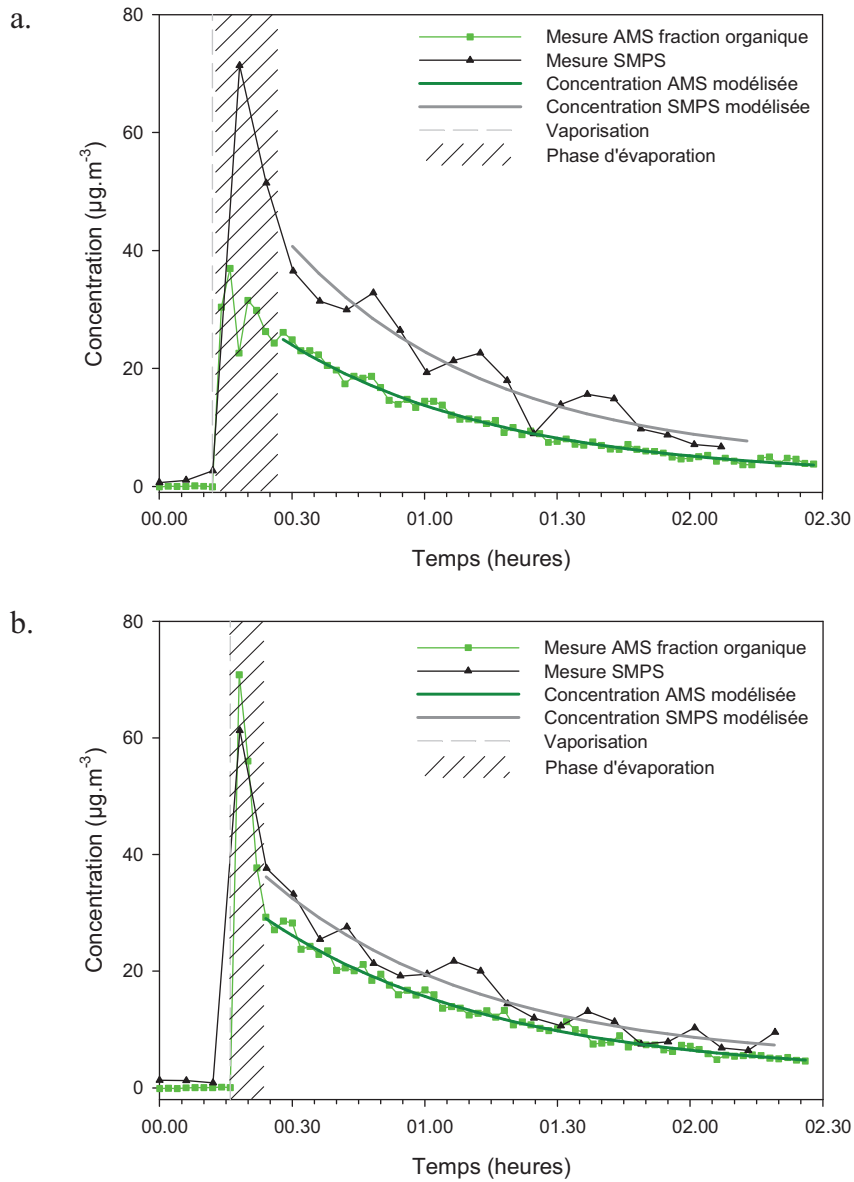 a.
80
60
40
20
0
Concentration (µg.m-3)
Mesure AMS fraction organique
Mesure SMPS
Concentration AMS modélisée
Concentration SMPS modélisée
Vaporisation
Phase d'évaporation
00.00 00.30 01.00 01.30 02.00 02.30
Temps (heures)
b.
80
60
40
20
0
Concentration (µg.m-3)
Mesure AMS fraction organique
Mesure SMPS
Concentration AMS modélisée
Concentration SMPS modélisée
Vaporisation
Phase d'évaporation
00.00 00.30 01.00 01.30 02.00 02.30
Temps (heures)